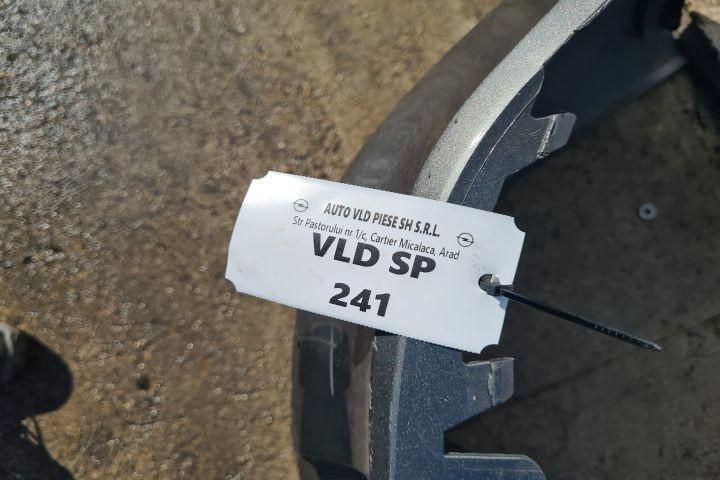 AUTO VLD PIESE SH S.R.L.
Str Pastorului nr 1/c, Cartier Micalaca, Arad
VLD SP
241